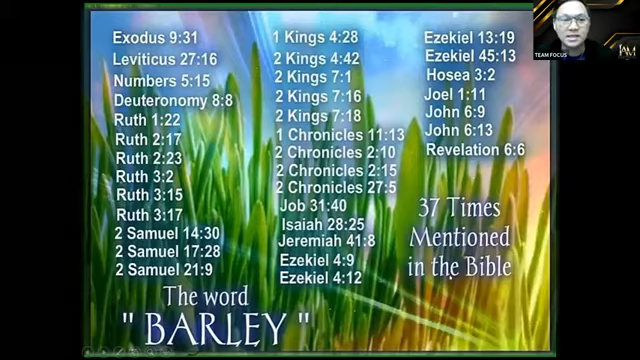 Exodus 9:31
Leviticus 27:16
Numbers 5:15
Deuteronomy 8:8
Ruth 1:22
Ruth 2:17
Ruth 2:23
Ruth 3:2
Ruth 3:15
Ruth 3:17
2 Samuel 14:30
2 Samuel 17:28
2 Samuel 21:9
1 Kings 4:28
2 Kings 4:42
2 Kings 7:1
2 Kings 7:16
2 Kings 7:18
1 Chronicles 11:13
2 Chronicles 2:10
2 Chronicles 2:15
2 Chronicles 27:5
Job 31:40
Isaiah 28:25
Jeremiah 41:8
Ezekiel 4:9
Ezekiel 4:12
Ezekiel 13:19
Ezekiel 45:13
Hosea 3:2
Joel 1:11
John 6:9
John 6:13
Revelation 6:6
37 Times
Mentioned
in the Bible
The word
" BARLEY "
TEAM FOCUS